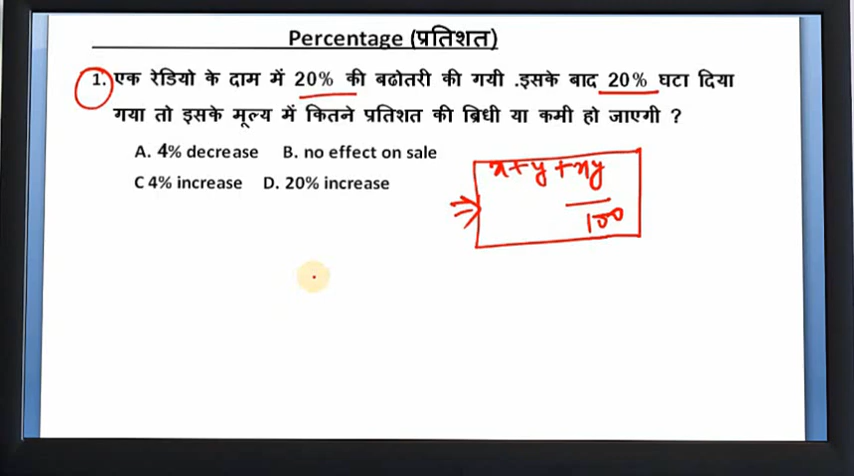 Percentage (प्रतिशत)
1. एक रेडियो के दाम में 20% की बढोतरी की गयी .इसके बाद 20% घटा दिया
गया तो इसके मूल्य में कितने प्रतिशत की ब्रिधी या कमी हो जाएगी ?
A. 4% decrease B. no effect on sale
C 4% increase D. 20% increase
x+y+xy
100